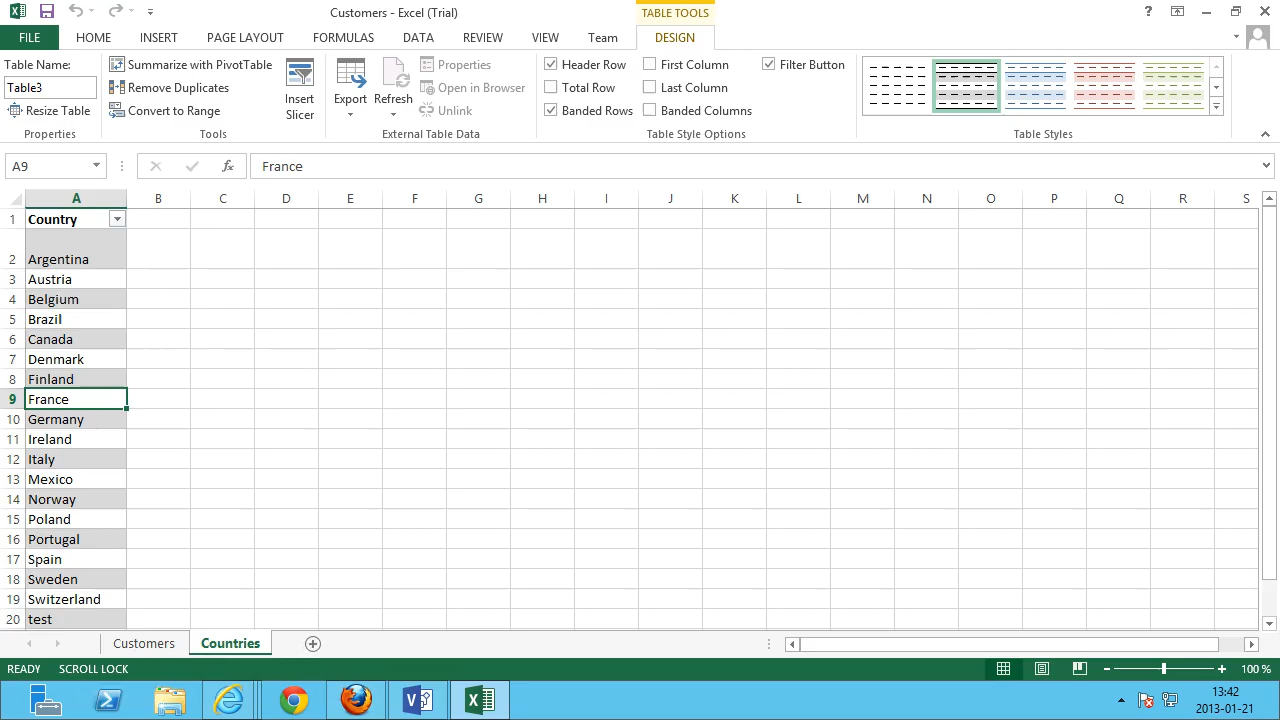 Customers - Excel (Trial)
TABLE TOOLS
FILE HOME INSERT PAGE LAYOUT FORMULAS DATA REVIEW VIEW Team DESIGN
Table Name:
Table3
Resize Table
Properties
Summarize with PivotTable
Remove Duplicates
Convert to Range
Tools
Insert
Slicer
Export
Refresh
Properties
Open in Browser
Unlink
External Table Data
Header Row
Total Row
Banded Rows
First Column
Last Column
Banded Columns
Filter Button
Table Style Options
Table Styles
A9
fx
France
A B C D E F G H I J K L M N O P Q R S
1 Country
2 Argentina
3 Austria
4 Belgium
5 Brazil
6 Canada
7 Denmark
8 Finland
9 France
10 Germany
11 Ireland
12 Italy
13 Mexico
14 Norway
15 Poland
16 Portugal
17 Spain
18 Sweden
19 Switzerland
20 test
Customers Countries
READY SCROLL LOCK
100 %
13:42
2013-01-21